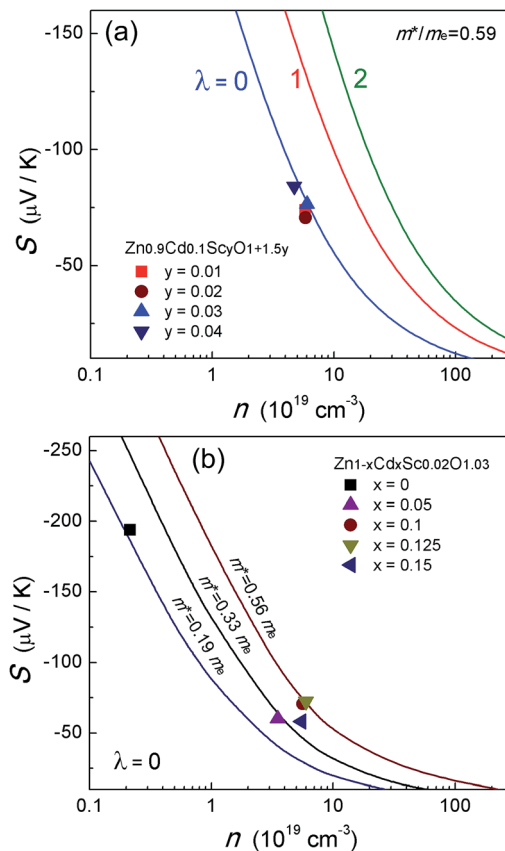 (a)
m*/me=0.59
λ = 0
1
2
S (μV / K)
-150
-100
-50
Zn0.9Cd0.1ScyO1+1.5y
y = 0.01
y = 0.02
y = 0.03
y = 0.04
0.1
1
10
100
n (10^19 cm^-3)
(b)
Zn1-xCdxSc0.02O1.03
x = 0
x = 0.05
x = 0.1
x = 0.125
x = 0.15
S (μV / K)
-250
-200
-150
-100
-50
m*=0.56 me
m*=0.33 me
m*=0.19 me
λ = 0
0.1
1
10
100
n (10^19 cm^-3)